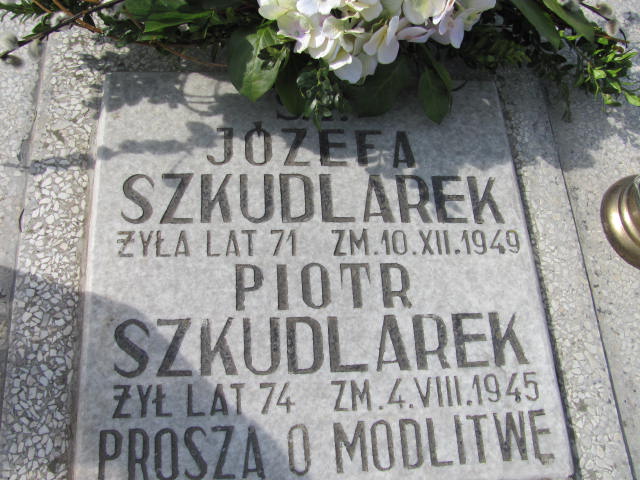 JÓZEFA
SZKUDLAREK
ŻYŁA LAT 71 ZM.10.XII.1949
PIOTR
SZKUDLAREK
ŻYŁ LAT 74 ZM.4.VIII.1945
PROSZĄ O MODLITWĘ